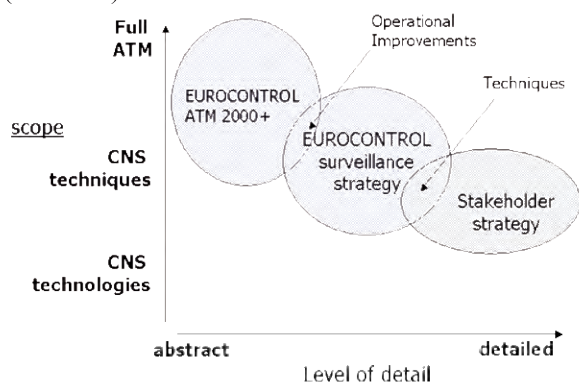 Full
ATM
Operational
Improvements
Techniques
EUROCONTROL
ATM 2000+
scope
EUROCONTROL
surveillance
strategy
CNS
techniques
Stakeholder
strategy
CNS
technologies
abstract
detailed
Level of detail